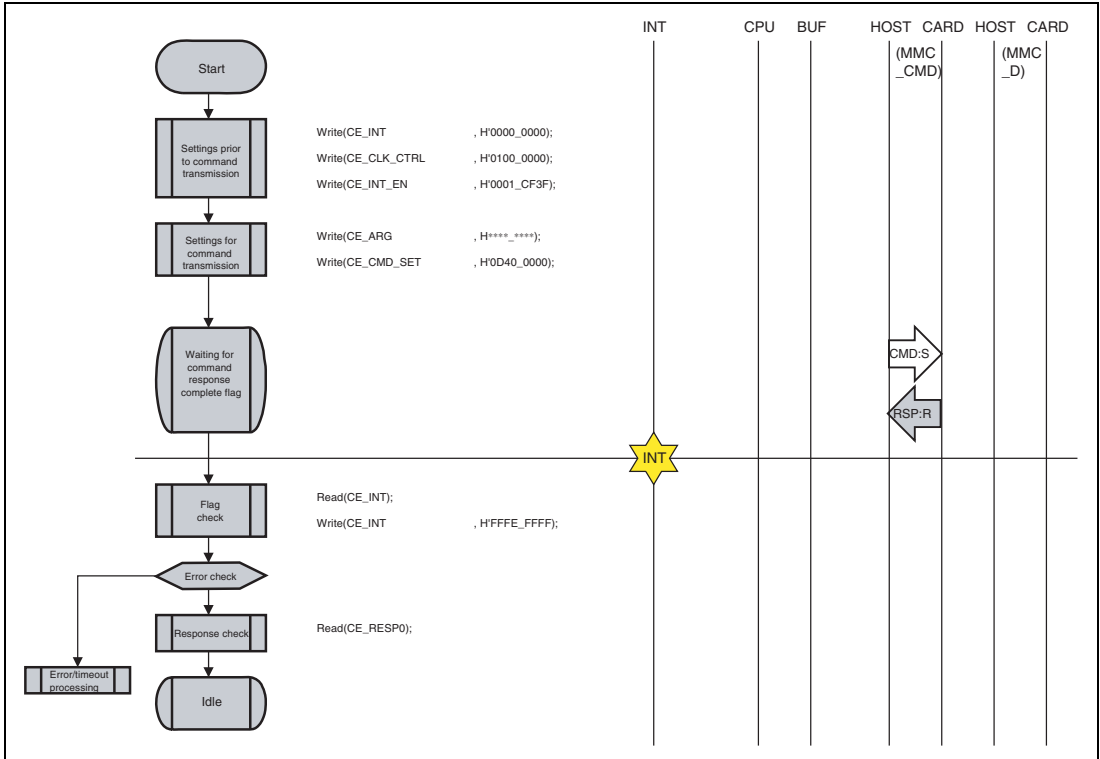 INT CPU BUF HOST CARD HOST CARD
(MMC
_CMD)
(MMC
_D)
Start
Settings prior
to command
transmission
Write(CE_INT , H'0000_0000);
Write(CE_CLK_CTRL , H'0100_0000);
Write(CE_INT_EN , H'0001_CF3F);
Settings for
command
transmission
Write(CE_ARG , H'****_****);
Write(CE_CMD_SET , H'0D40_0000);
Waiting for
command
response
complete flag
CMD:S
RSP:R
INT
Flag
check
Read(CE_INT);
Write(CE_INT , H'FFFE_FFFF);
Error check
Response check
Read(CE_RESP0);
Error/timeout
processing
Idle